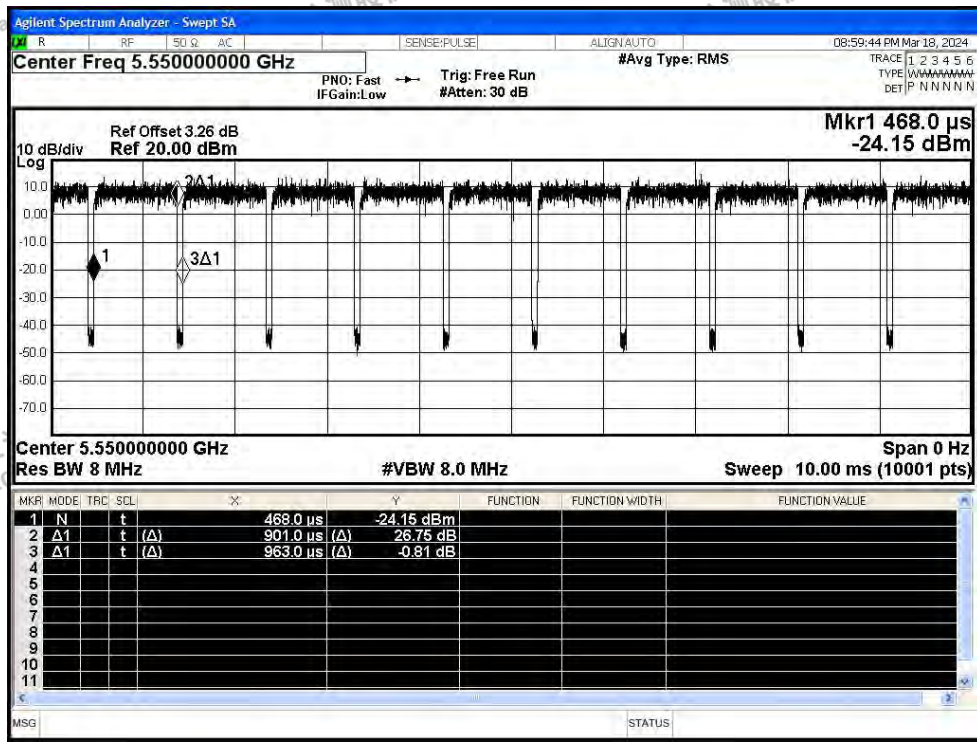 Agilent Spectrum Analyzer - Swept SA
LXI R RF 50 Ω AC SENSE:PULSE ALIGN AUTO 08:59:44 PM Mar 18, 2024
Center Freq 5.550000000 GHz #Avg Type: RMS TRACE 1 2 3 4 5 6
PNO: Fast Trig: Free Run TYPE WWWWWW
IFGain:Low #Atten: 30 dB DET P N N N N N
Mkr1 468.0 µs
Ref Offset 3.26 dB
10 dB/div Ref 20.00 dBm -24.15 dBm
Log
10.0 2Δ1
0.00
-10.0 1 3Δ1
-20.0
-30.0
-40.0
-50.0
-60.0
-70.0
Center 5.550000000 GHz Span 0 Hz
Res BW 8 MHz #VBW 8.0 MHz Sweep 10.00 ms (10001 pts)
MKR MODE TRC SCL X Y FUNCTION FUNCTION WIDTH FUNCTION VALUE
1 N t 468.0 µs -24.15 dBm
2 Δ1 t (Δ) 901.0 µs (Δ) 26.75 dB
3 Δ1 t (Δ) 963.0 µs (Δ) -0.81 dB
4
5
6
7
8
9
10
11
MSG STATUS